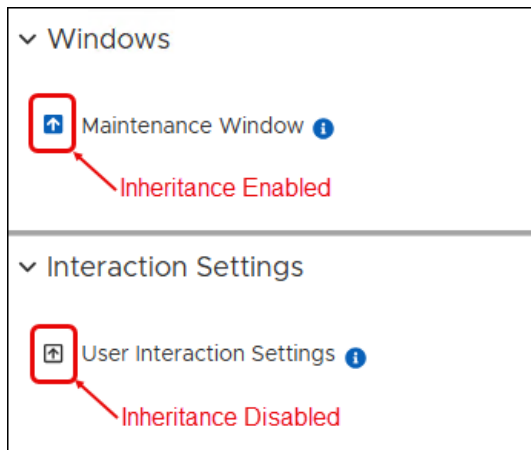 Windows
Maintenance Window
Inheritance Enabled
Interaction Settings
User Interaction Settings
Inheritance Disabled